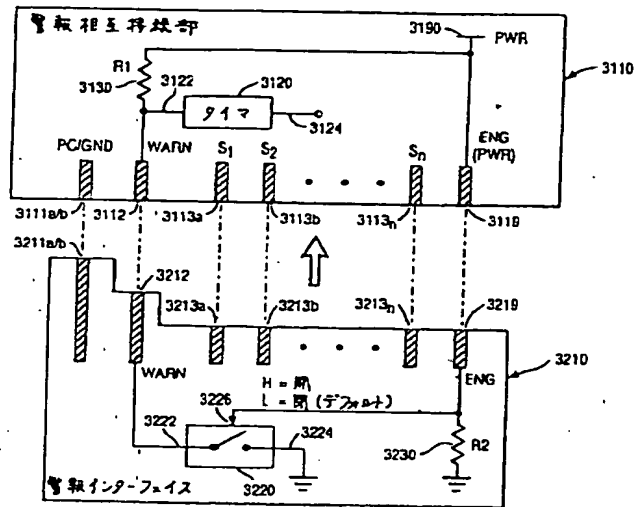 警報相互接続部
3190
PWR
R1
3130
3122
3120
タイマ
3124
3110
PC/GND
WARN
S1
S2
Sn
ENG
(PWR)
3111a/b
3112
3113a
3113b
3113n
3119
3211a/b
3212
3213a
3213b
3213n
3219
WARN
H =
L = (デフォルト)
ENG
3210
3226
3222
3224
3230
R2
3220
警報インターフェイス